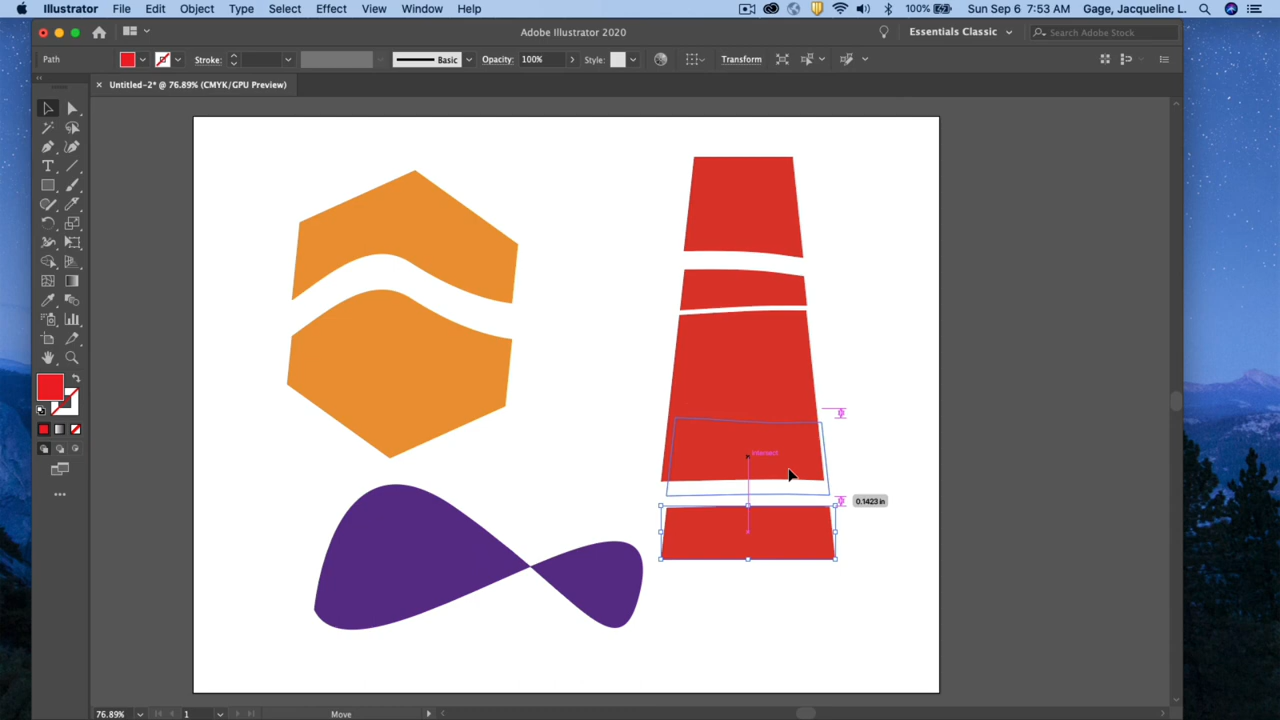 Illustrator File Edit Object Type Select Effect View Window Help 100% Sun Sep 6 7:53 AM Gage, Jacqueline L.
Adobe Illustrator 2020 Essentials Classic Search Adobe Stock
Path Stroke: Basic Opacity: 100% Style: Transform
× Untitled-2* @ 76.89% (CMYK/GPU Preview)
intersect
0.1423 in
76.89% 1 Move